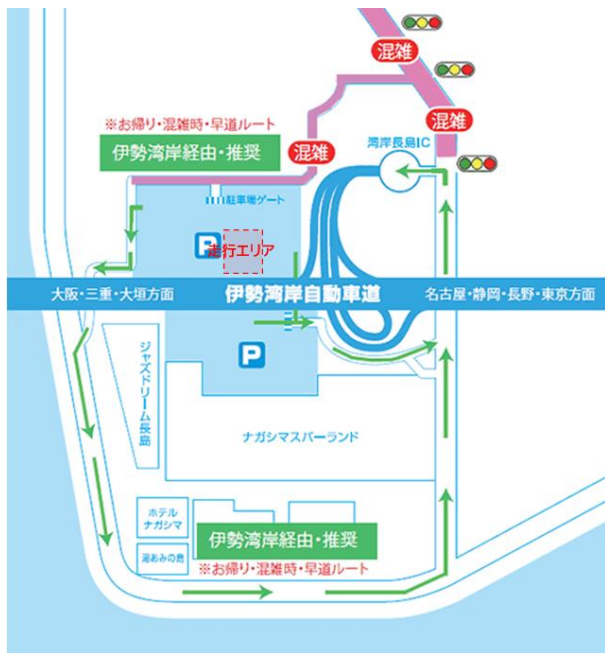 混雑
混雑
※お帰り・混雑時・早道ルート
伊勢湾岸経由・推奨
混雑
湾岸長島IC
駐車場ゲート
P
走行エリア
大阪・三重・大垣方面
伊勢湾岸自動車道
名古屋・静岡・長野・東京方面
P
ジャズドリーム長島
ナガシマスパーランド
ホテル
ナガシマ
湯あみの島
伊勢湾岸経由・推奨
※お帰り・混雑時・早道ルート